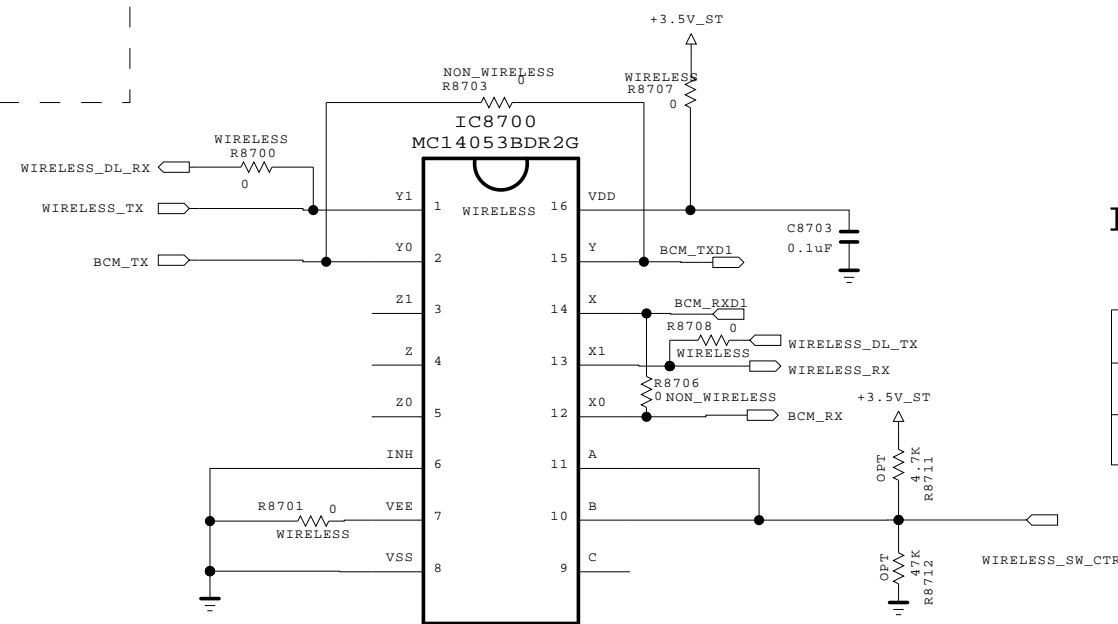 +3.5V_ST
NON_WIRELESS
R8703 0
WIRELESS
R8707
0
IC8700
MC14053BDR2G
WIRELESS
R8700
WIRELESS_DL_RX
0
WIRELESS_TX
Y1 1 WIRELESS 16 VDD
C8703
0.1uF
BCM_TX
Y0 2 15 Y BCM_TXD1
Z1 3 14 X BCM_RXD1
R8708 0
WIRELESS_DL_TX
Z 4 13 X1 WIRELESS
WIRELESS_RX
R8706
0 NON_WIRELESS
+3.5V_ST
Z0 5 12 X0 BCM_RX
INH 6 11 A
OPT
4.7K
R8711
R8701 0
WIRELESS
VEE 7 10 B
WIRELESS_SW_CTR
VSS 8 9 C
OPT
47K
R8712